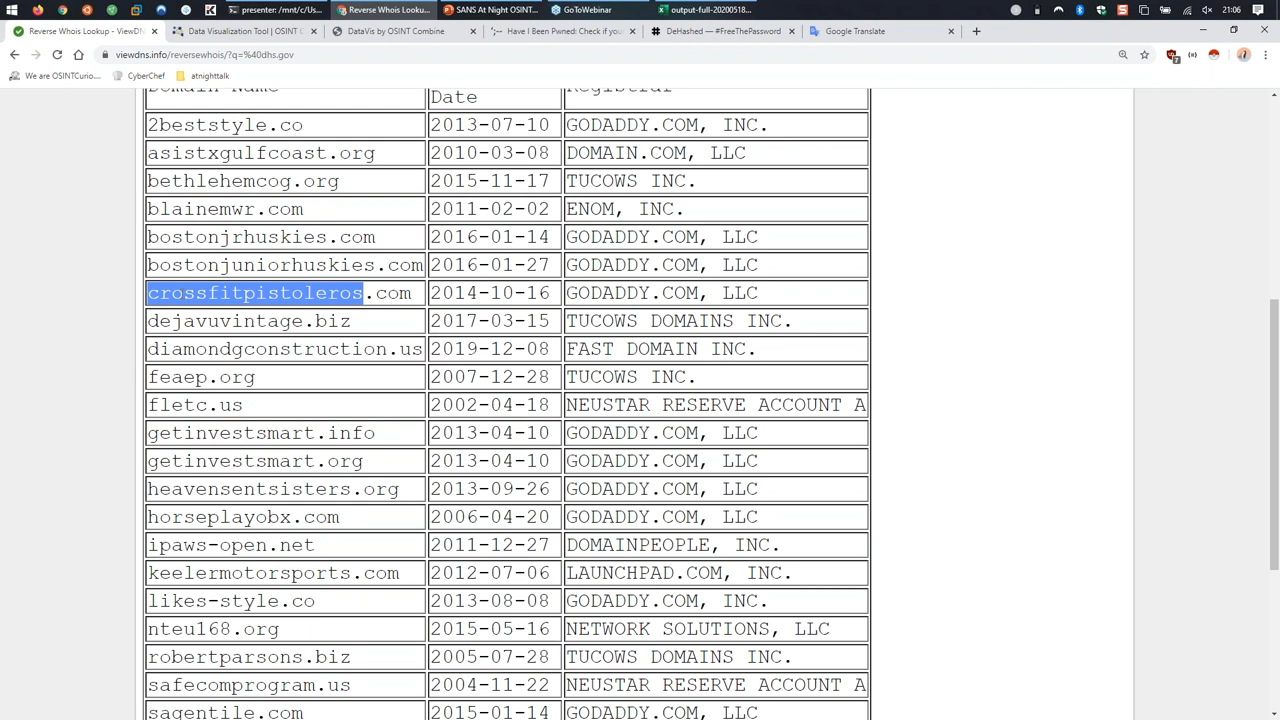 presenter: /mnt/c/Us...
Reverse Whois Looku...
SANS At Night OSINT...
GoToWebinar
output-full-20200518...
21:06
Reverse Whois Lookup - ViewDN
Data Visualization Tool | OSINT C
DataVis by OSINT Combine
Have I Been Pwned: Check if your
DeHashed — #FreeThePassword
Google Translate
viewdns.info/reversewhois/?q=%40dhs.gov
7
We are OSINTCurio...
CyberChef
atnighttalk
Domain Name
Date
Registrar
2beststyle.co 2013-07-10 GODADDY.COM, INC.
asistxgulfcoast.org 2010-03-08 DOMAIN.COM, LLC
bethlehemcog.org 2015-11-17 TUCOWS INC.
blainemwr.com 2011-02-02 ENOM, INC.
bostonjrhuskies.com 2016-01-14 GODADDY.COM, LLC
bostonjuniorhuskies.com 2016-01-27 GODADDY.COM, LLC
crossfitpistoleros.com 2014-10-16 GODADDY.COM, LLC
dejavuvintage.biz 2017-03-15 TUCOWS DOMAINS INC.
diamondgconstruction.us 2019-12-08 FAST DOMAIN INC.
feaep.org 2007-12-28 TUCOWS INC.
fletc.us 2002-04-18 NEUSTAR RESERVE ACCOUNT A
getinvestsmart.info 2013-04-10 GODADDY.COM, LLC
getinvestsmart.org 2013-04-10 GODADDY.COM, LLC
heavensentsisters.org 2013-09-26 GODADDY.COM, LLC
horseplayobx.com 2006-04-20 GODADDY.COM, LLC
ipaws-open.net 2011-12-27 DOMAINPEOPLE, INC.
keelermotorsports.com 2012-07-06 LAUNCHPAD.COM, INC.
likes-style.co 2013-08-08 GODADDY.COM, INC.
nteu168.org 2015-05-16 NETWORK SOLUTIONS, LLC
robertparsons.biz 2005-07-28 TUCOWS DOMAINS INC.
safecomprogram.us 2004-11-22 NEUSTAR RESERVE ACCOUNT A
sagentile.com 2015-01-14 GODADDY.COM, LLC